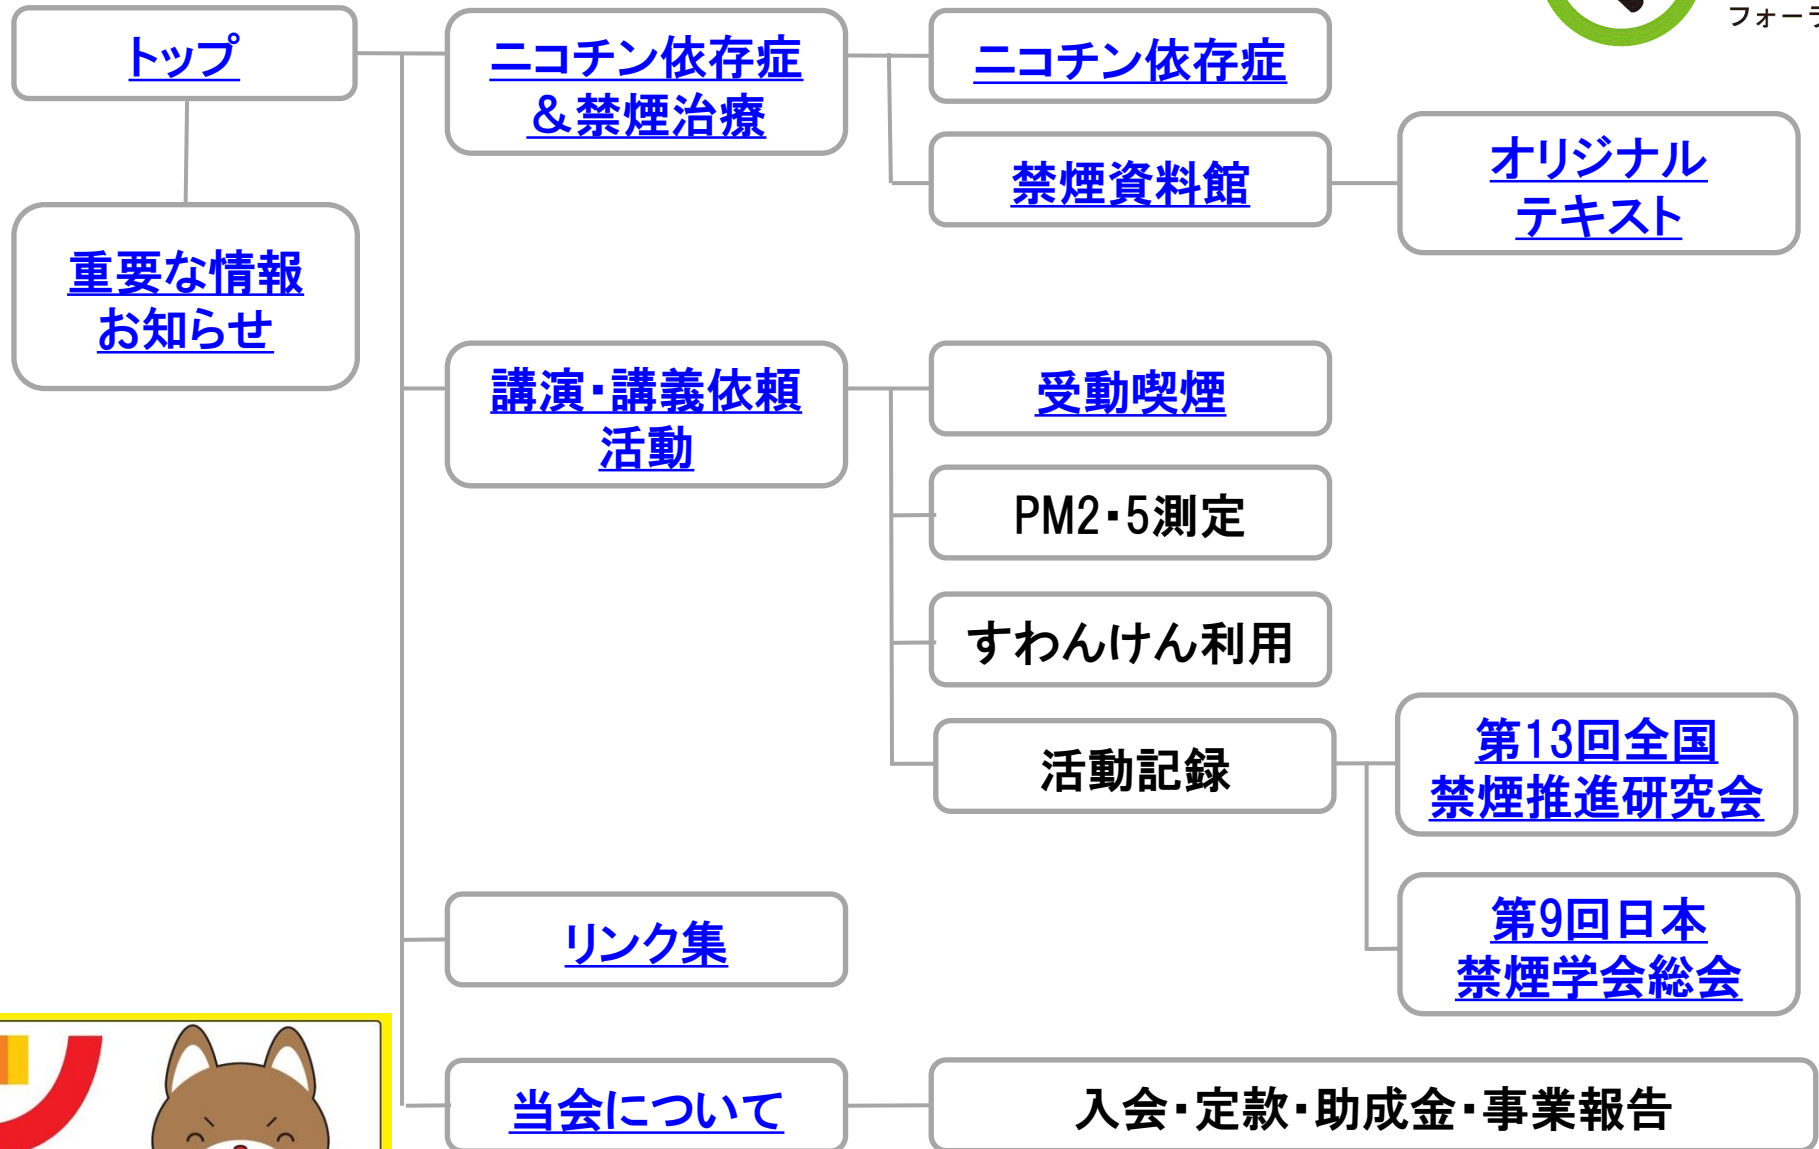 トップ
重要な情報
お知らせ
ニコチン依存症
&禁煙治療
ニコチン依存症
禁煙資料館
オリジナル
テキスト
講演・講義依頼
活動
受動喫煙
PM2・5測定
すわんけん利用
活動記録
第13回全国
禁煙推進研究会
第9回日本
禁煙学会総会
リンク集
当会について
入会・定款・助成金・事業報告